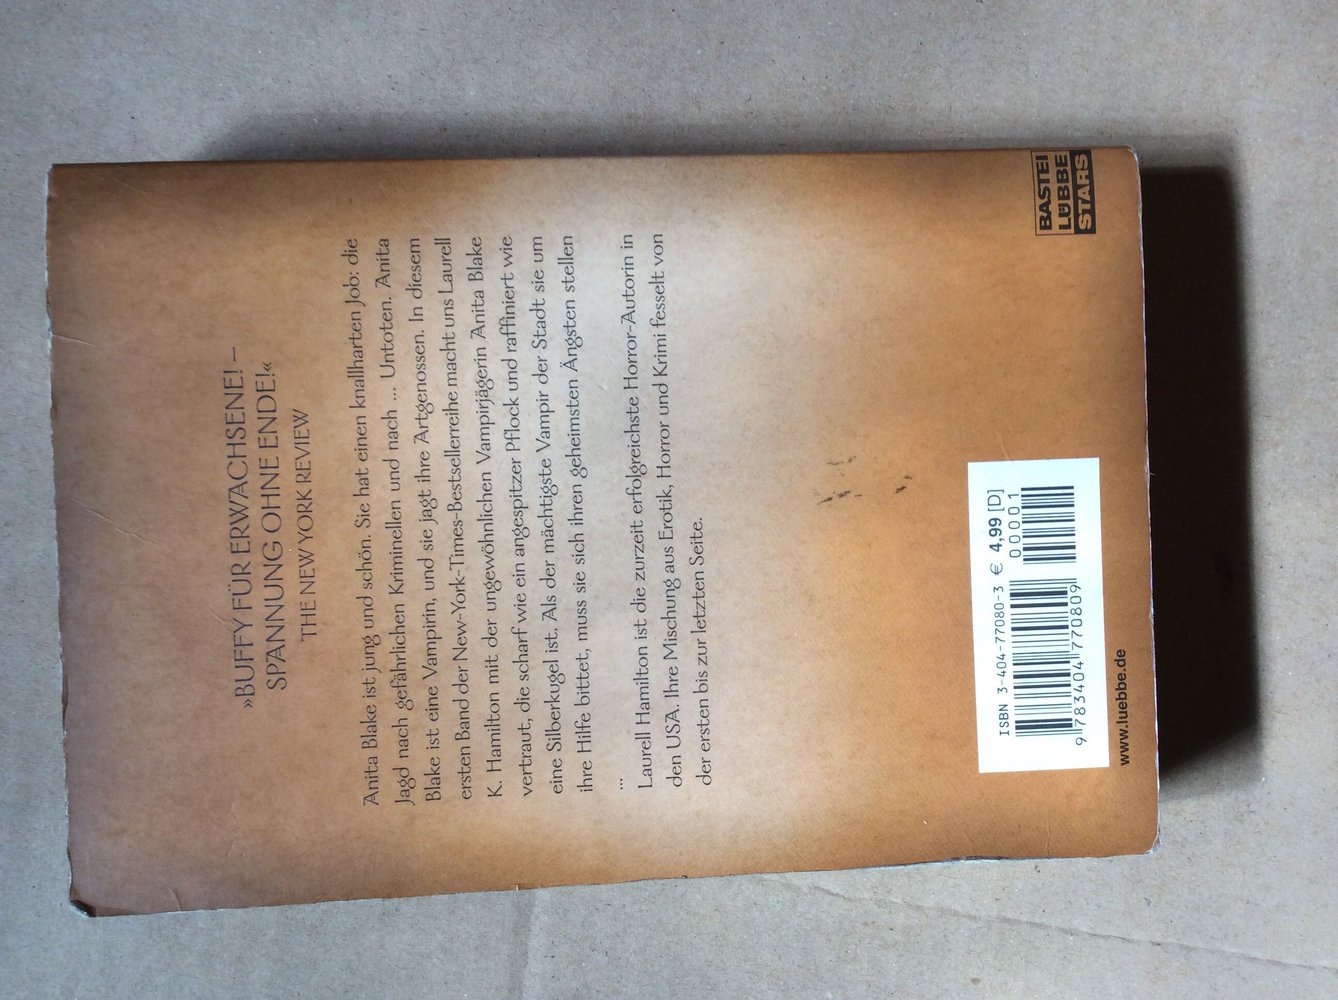 »BUFFY FÜR ERWACHSENE! –
SPANNUNG OHNE ENDE!«
THE NEW YORK REVIEW
Anita Blake ist jung und schön. Sie hat einen knallharten Job: die
Jagd nach gefährlichen Kriminellen und nach ... Untoten. Anita
Blake ist eine Vampirin, und sie jagt ihre Artgenossen. In diesem
ersten Band der New-York-Times-Bestsellerreihe macht uns Laurell
K. Hamilton mit der ungewöhnlichen Vampirjägerin Anita Blake
vertraut, die scharf wie ein angespitzer Pflock und raffiniert wie
eine Silberkugel ist. Als der mächtigste Vampir der Stadt sie um
ihre Hilfe bittet, muss sie sich ihren geheimsten Ängsten stellen
...
Laurell Hamilton ist die zurzeit erfolgreichste Horror-Autorin in
den USA. Ihre Mischung aus Erotik, Horror und Krimi fesselt von
der ersten bis zur letzten Seite.
ISBN 3-404-77080-3 € 4,99 [D]
00001
9 783404 770809
www.luebbe.de
BASTEI
LÜBBE
STARS